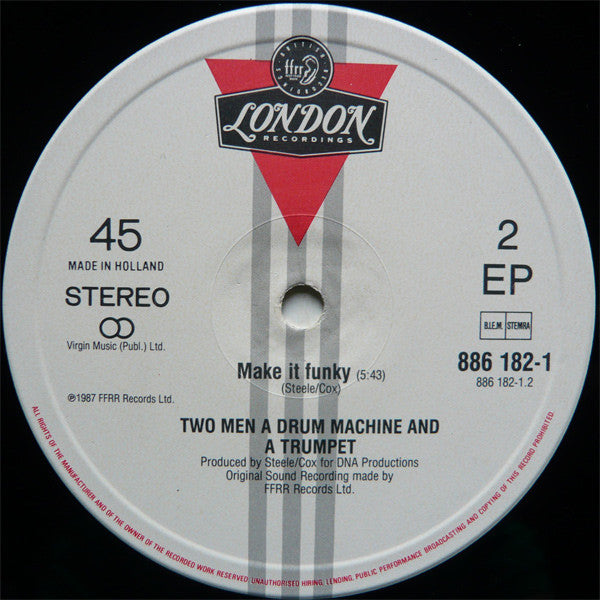 BRITISH
ffrr
RECORDINGS
LONDON
RECORDINGS
45
MADE IN HOLLAND
STEREO
Virgin Music (Publ.) Ltd.
2
EP
B.I.E.M. STEMRA
886 182-1
886 182-1.2
Make it funky (5:43)
(Steele/Cox)
℗1987 FFRR Records Ltd.
TWO MEN A DRUM MACHINE AND
A TRUMPET
Produced by Steele/Cox for DNA Productions
Original Sound Recording made by
FFRR Records Ltd.
ALL RIGHTS OF THE MANUFACTURER AND OF THE OWNER OF THE RECORDED WORK RESERVED. UNAUTHORISED HIRING, LENDING, PUBLIC PERFORMANCE BROADCASTING AND COPYING OF THIS RECORD PROHIBITED.